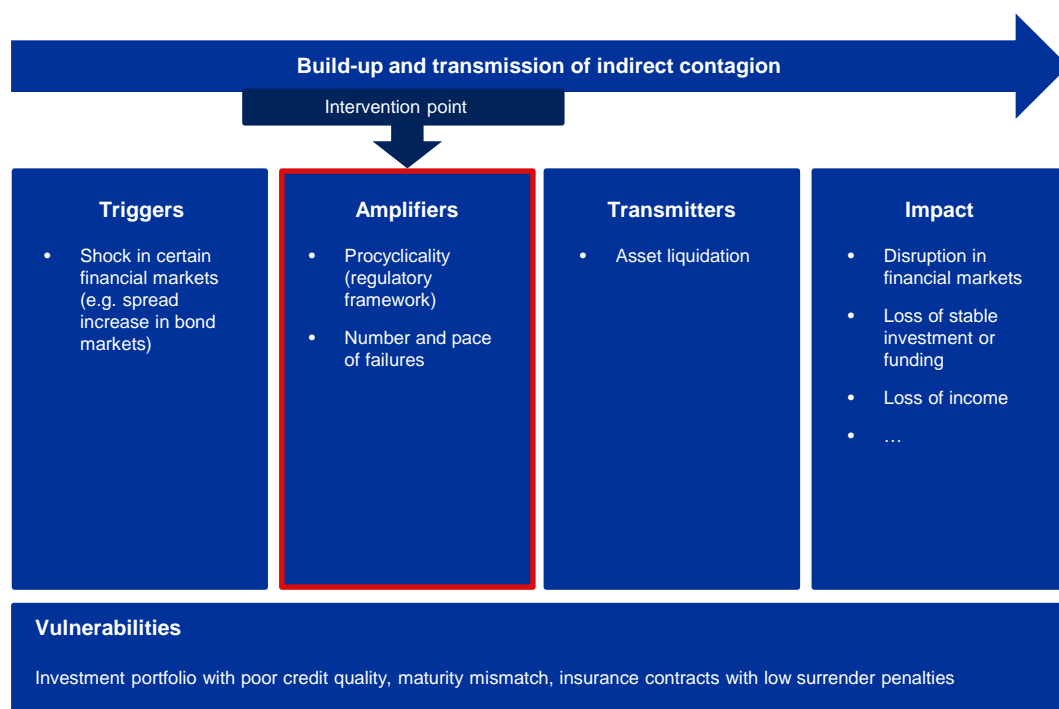 Build-up and transmission of indirect contagion
Intervention point
Triggers
• Shock in certain
financial markets
(e.g. spread
increase in bond
markets)
Amplifiers
• Procyclicality
(regulatory
framework)
• Number and pace
of failures
Transmitters
• Asset liquidation
Impact
• Disruption in
financial markets
• Loss of stable
investment or
funding
• Loss of income
• …
Vulnerabilities
Investment portfolio with poor credit quality, maturity mismatch, insurance contracts with low surrender penalties